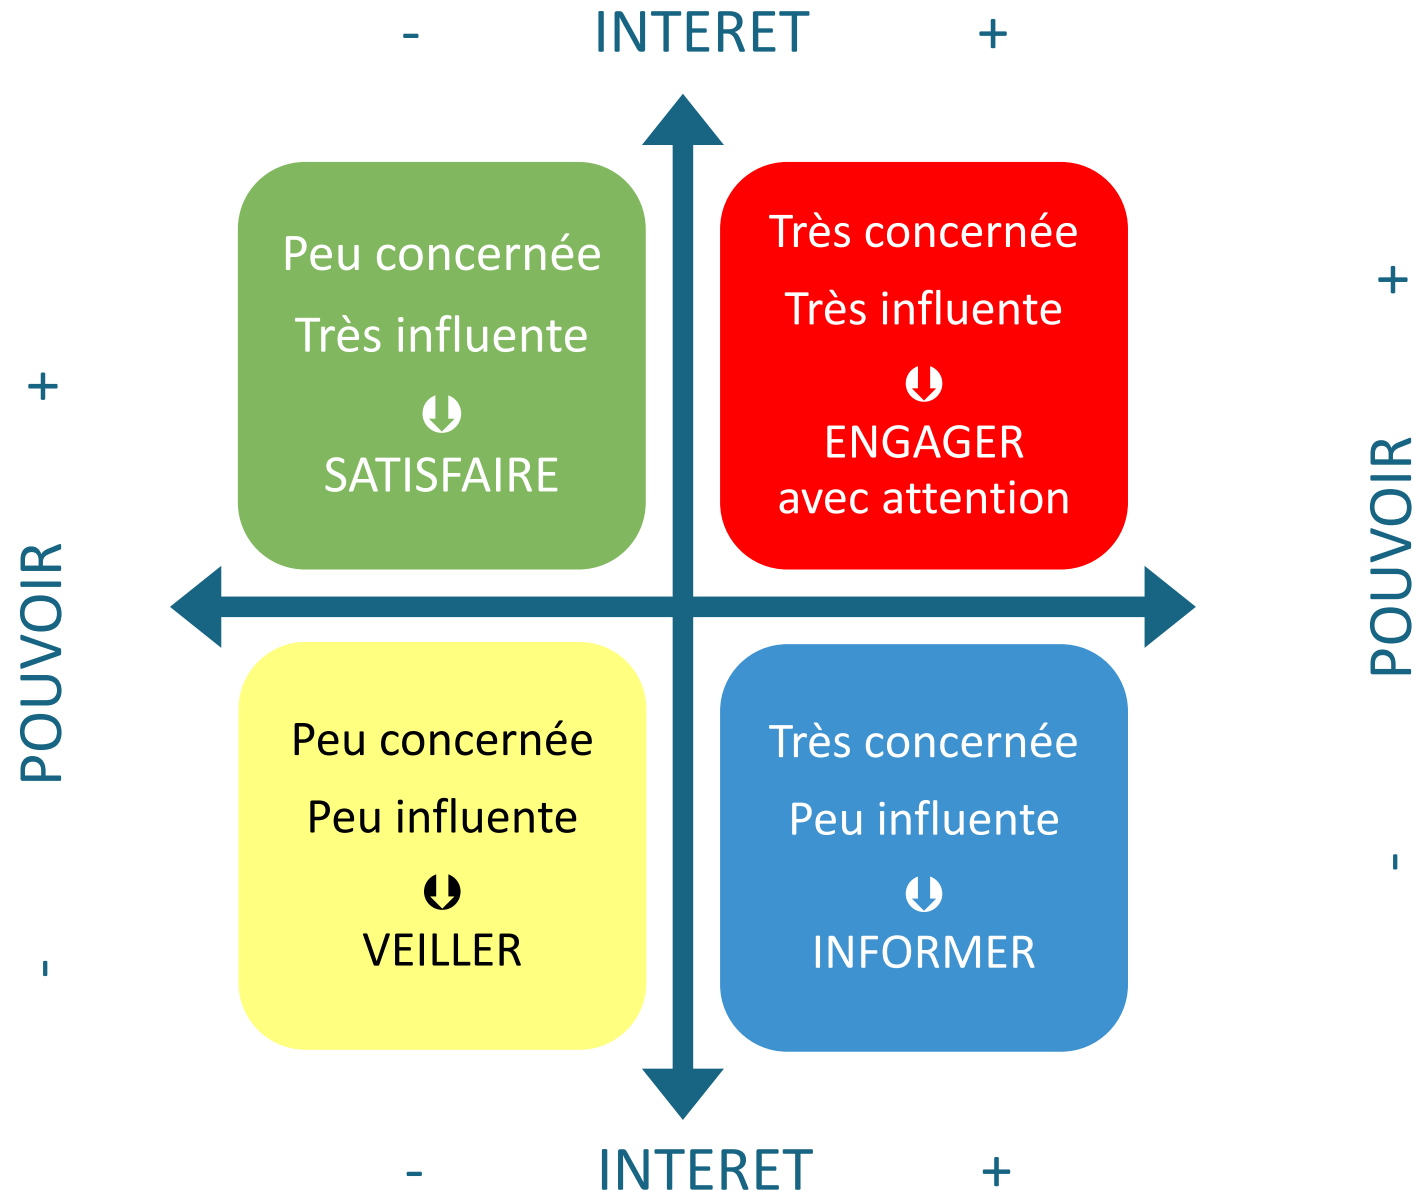 - INTERET +
Peu concernée
Très influente
SATISFAIRE
Très concernée
Très influente
ENGAGER
avec attention
- POUVOIR +
- POUVOIR +
Peu concernée
Peu influente
VEILLER
Très concernée
Peu influente
INFORMER
- INTERET +